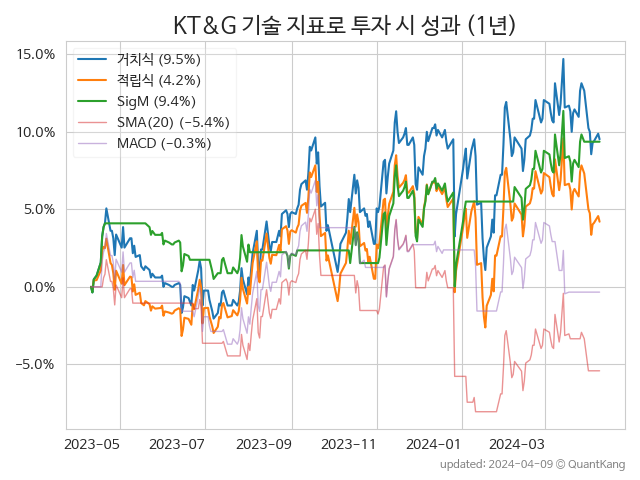 KT&G 기술 지표로 투자 시 성과 (1년)
15.0%
10.0%
5.0%
0.0%
−5.0%
거치식 (9.5%)
적립식 (4.2%)
SigM (9.4%)
SMA(20) (−5.4%)
MACD (−0.3%)
2023-05 2023-07 2023-09 2023-11 2024-01 2024-03
updated: 2024-04-09 © QuantKang